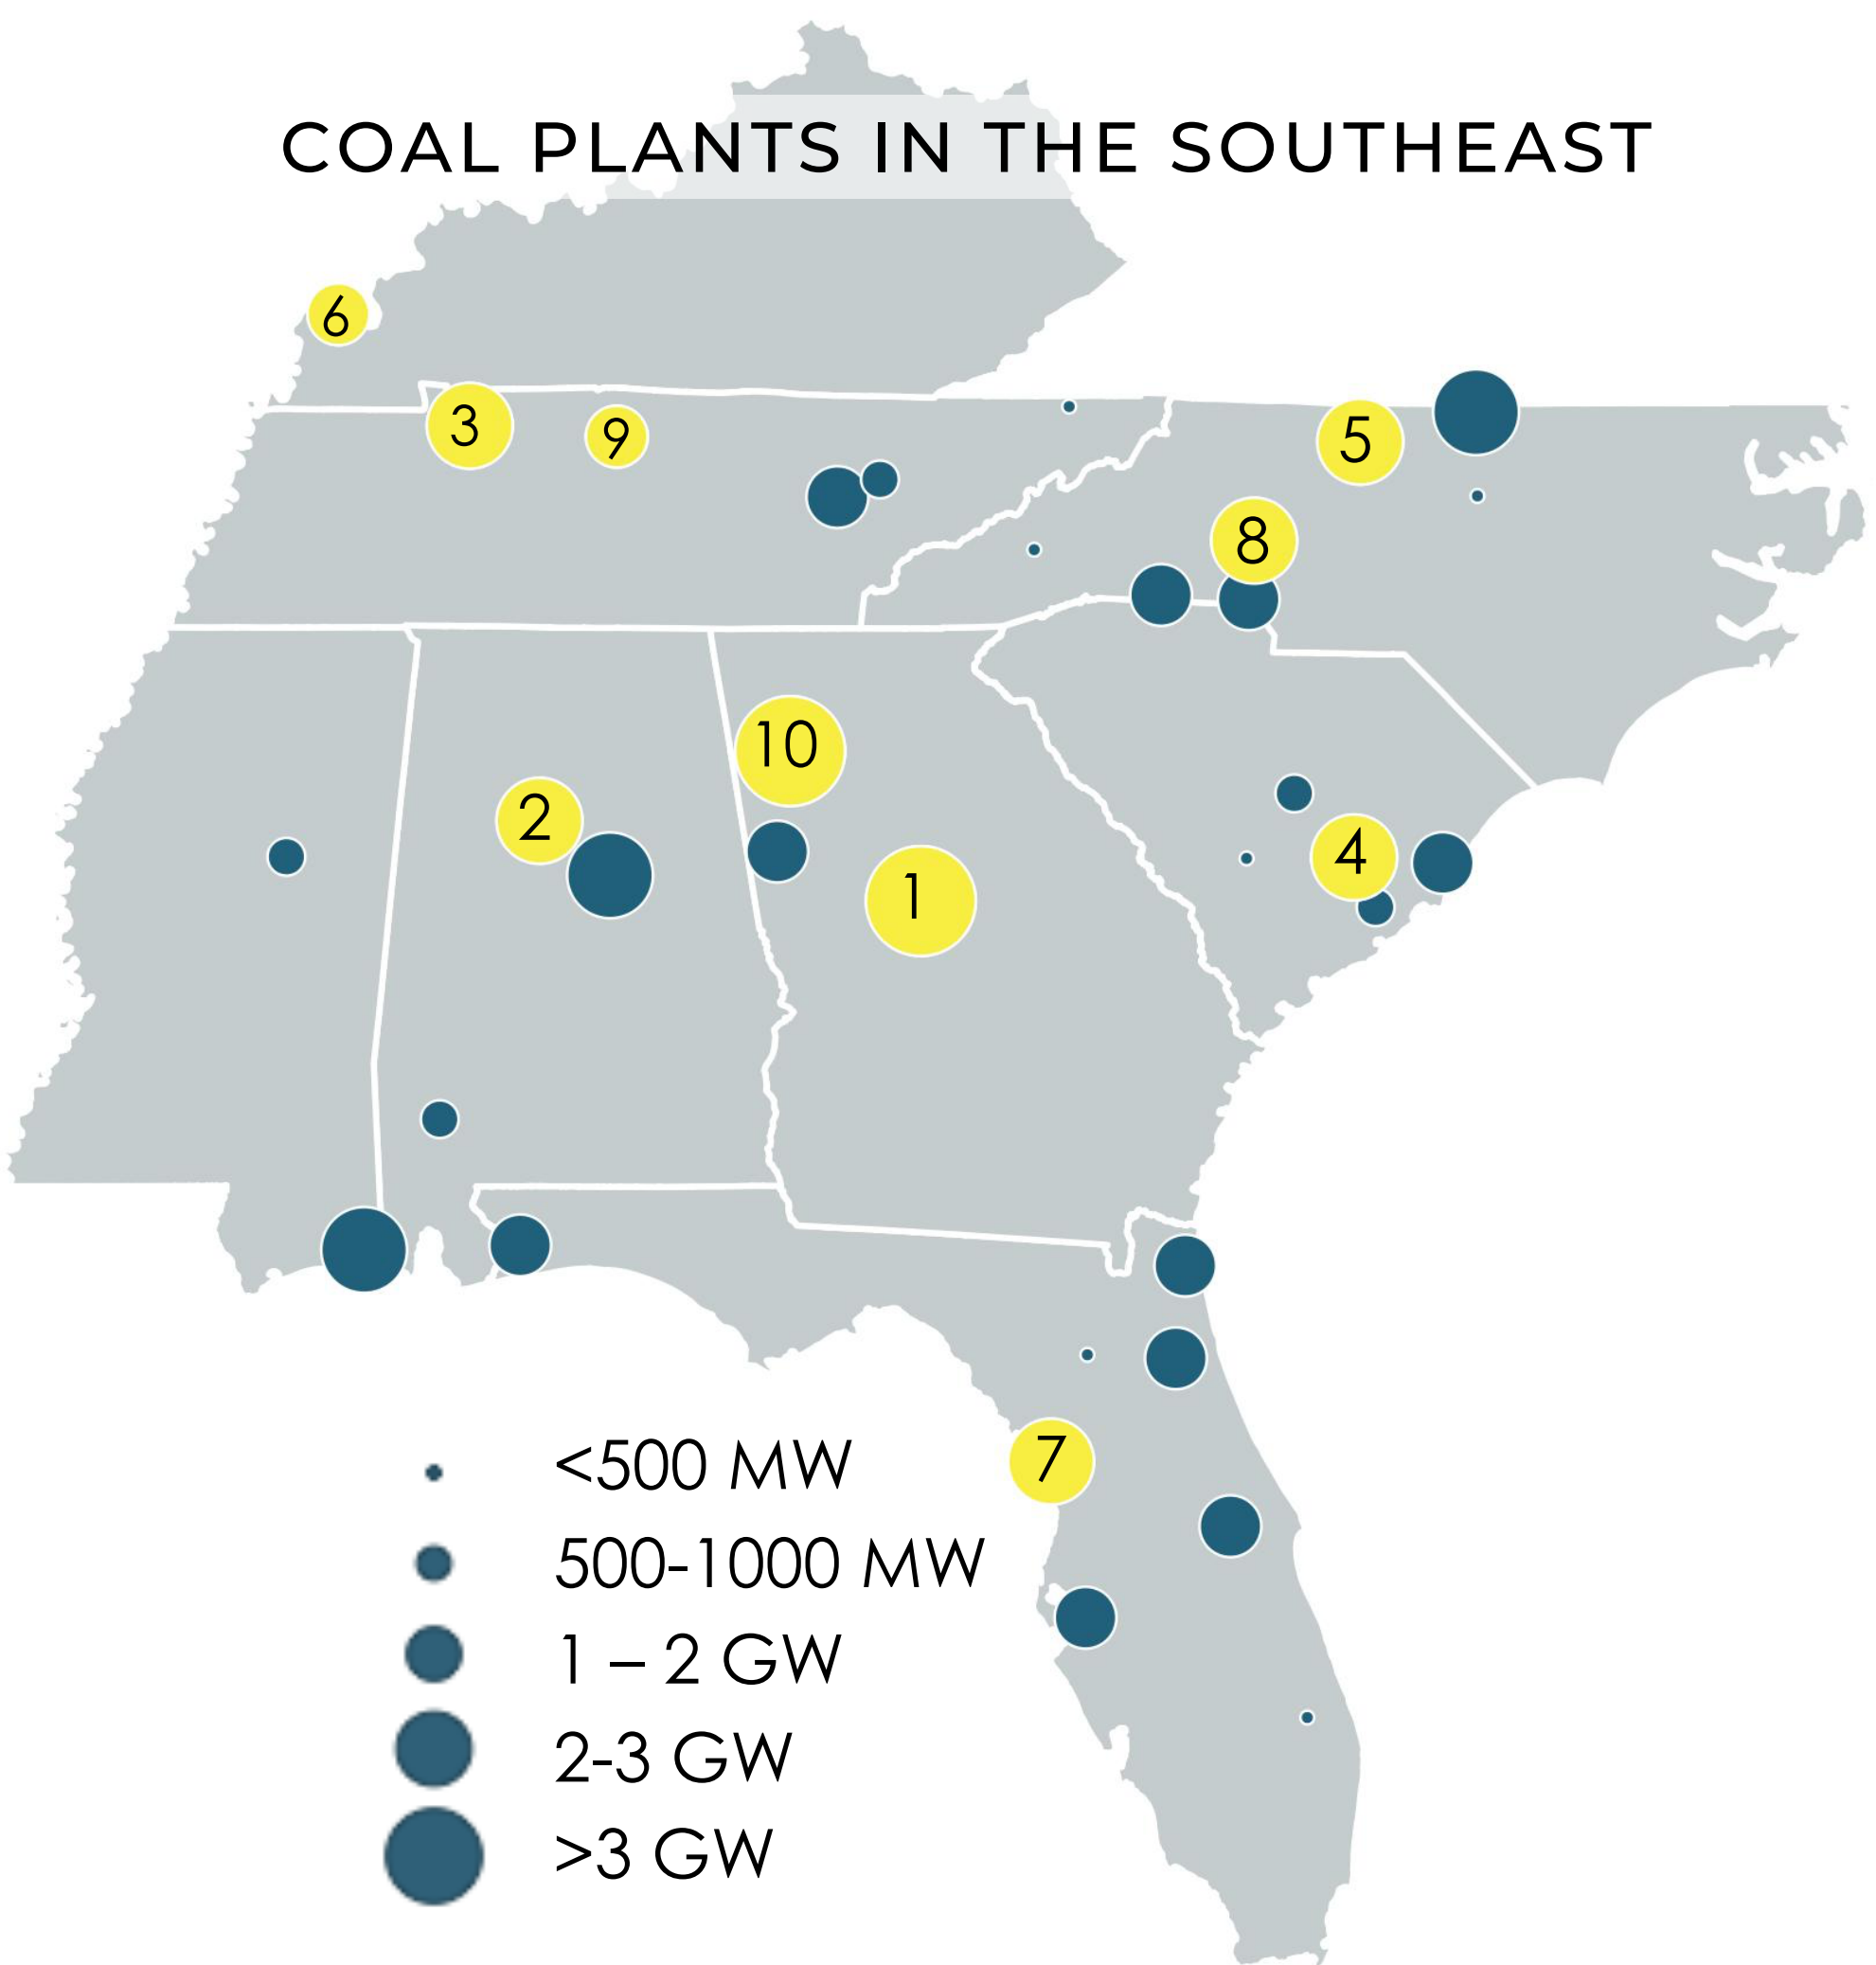 COAL PLANTS IN THE SOUTHEAST
6
3
9
5
8
10
2
4
1
7
<500 MW
500-1000 MW
1 – 2 GW
2-3 GW
>3 GW